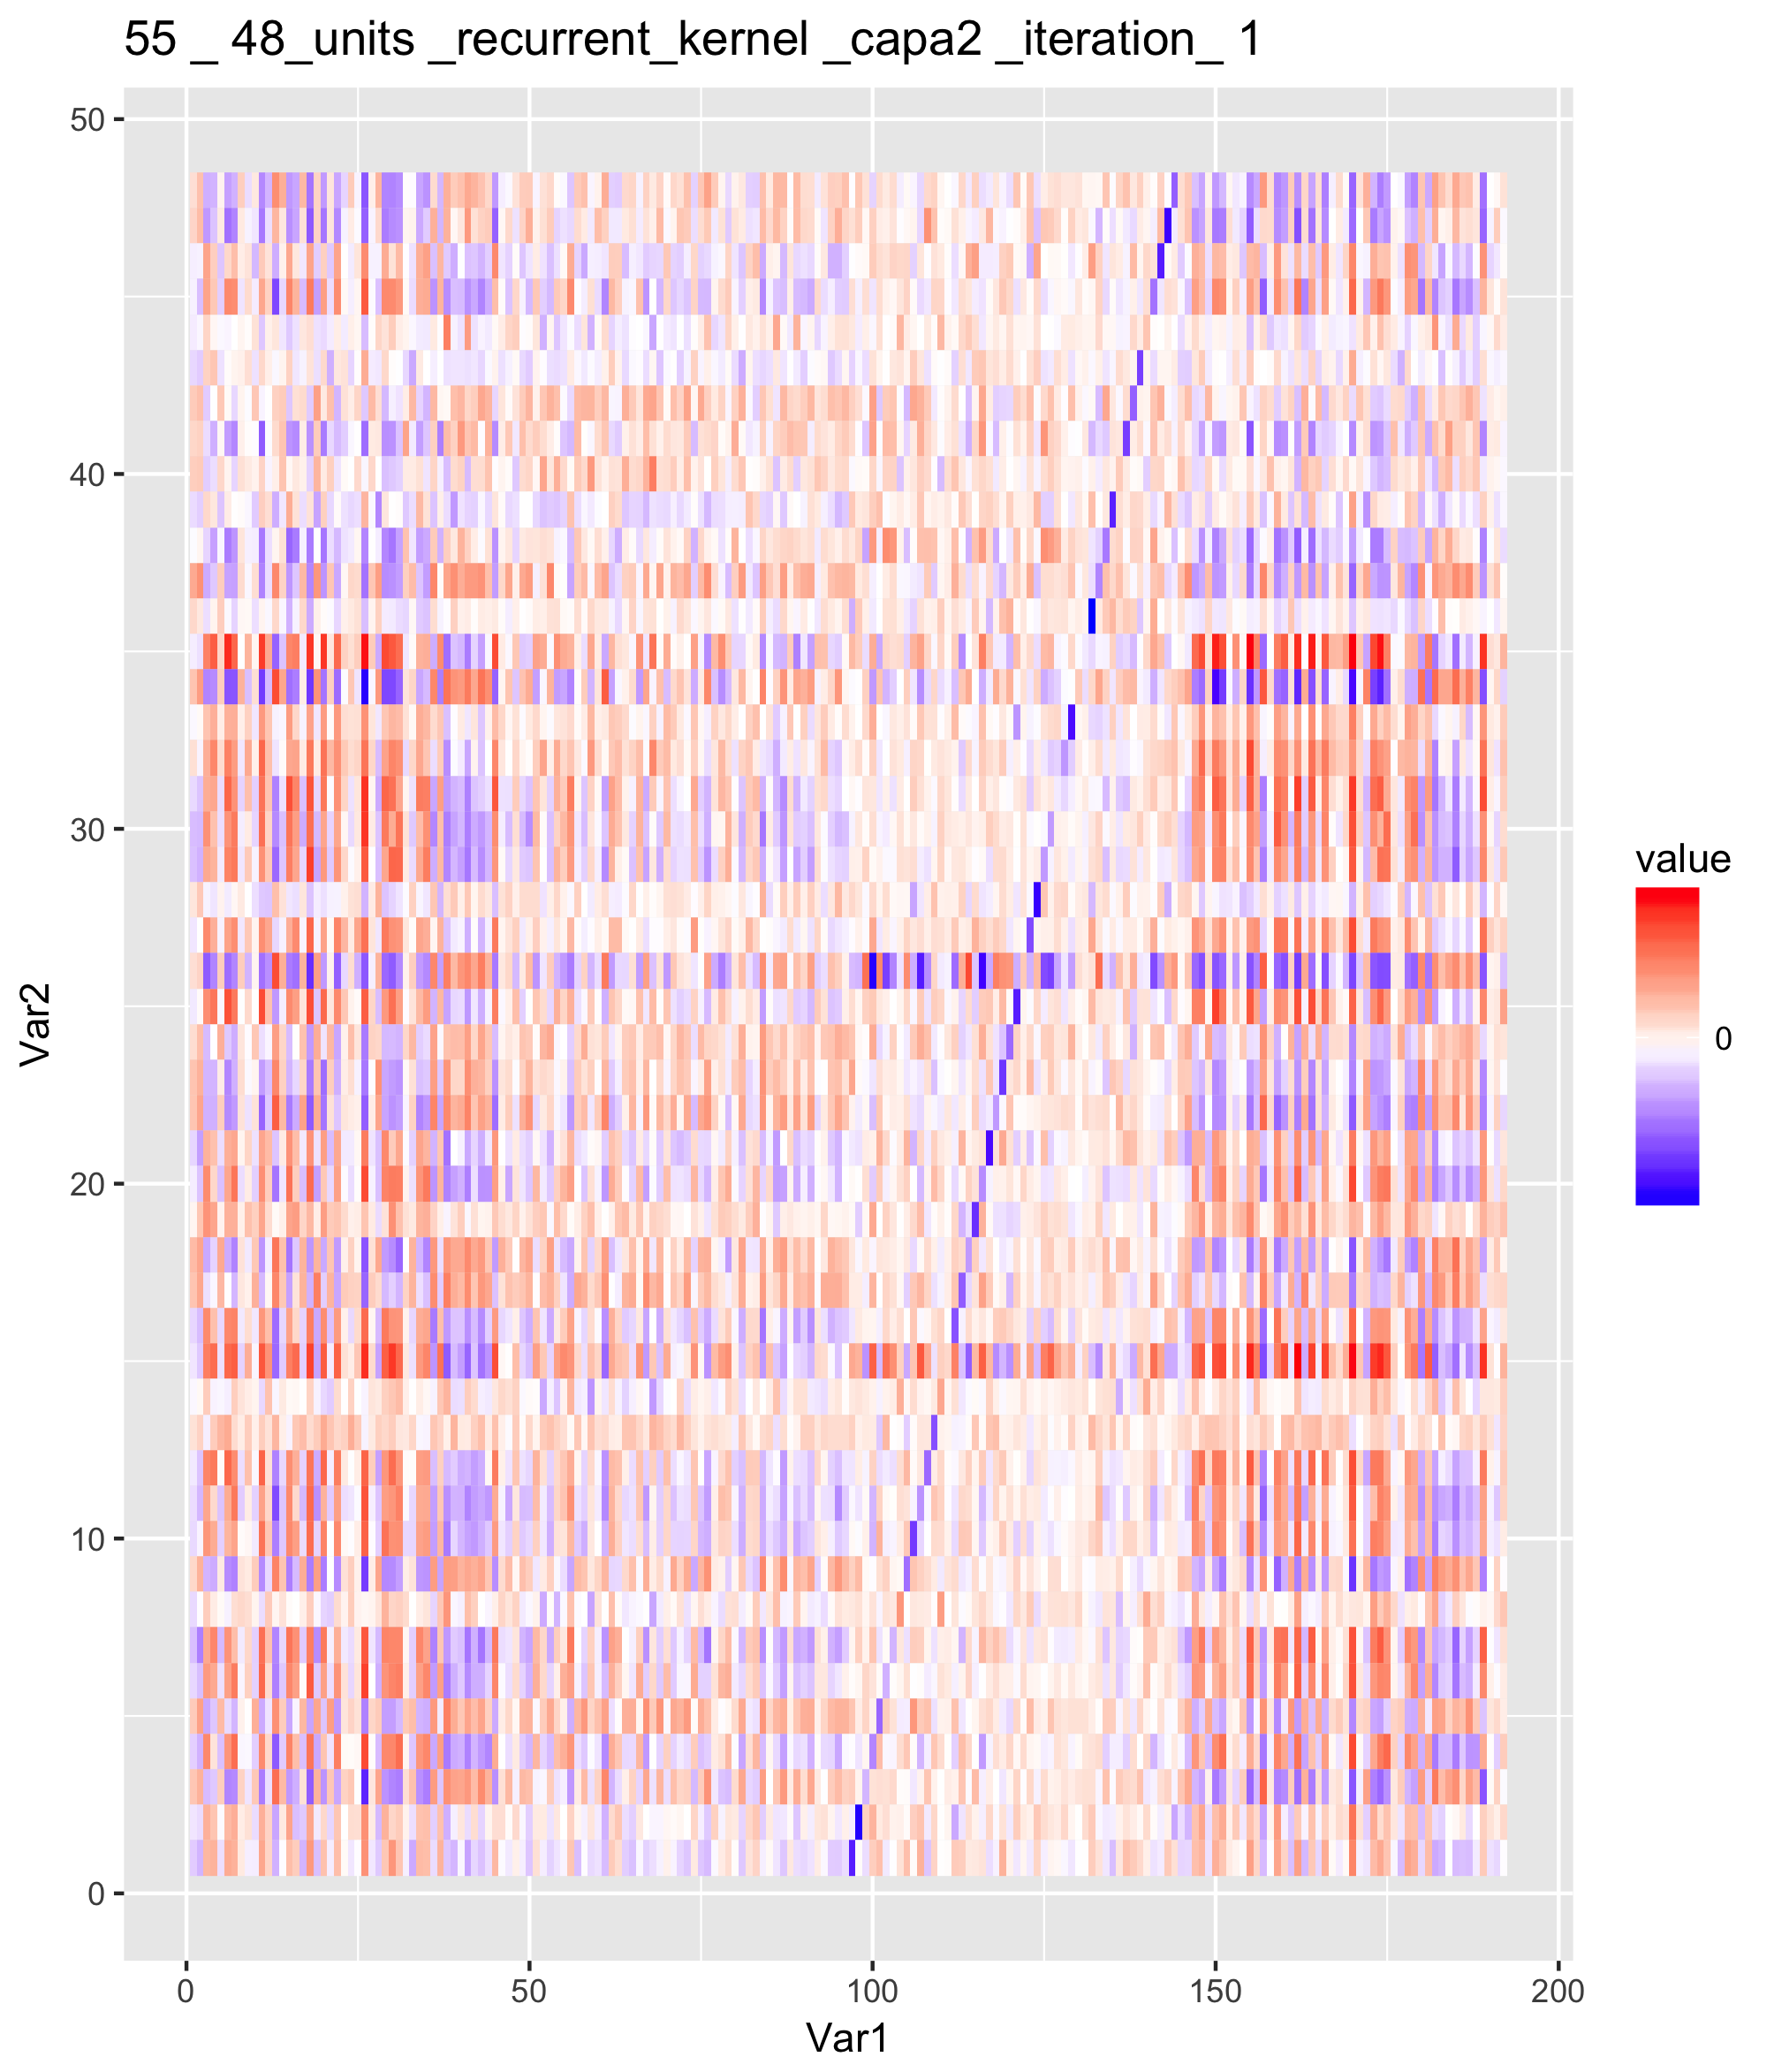 55 _ 48_units _recurrent_kernel _capa2 _iteration_ 1
50
40
30
20
10
0
Var2
0 50 100 150 200
Var1
value
0